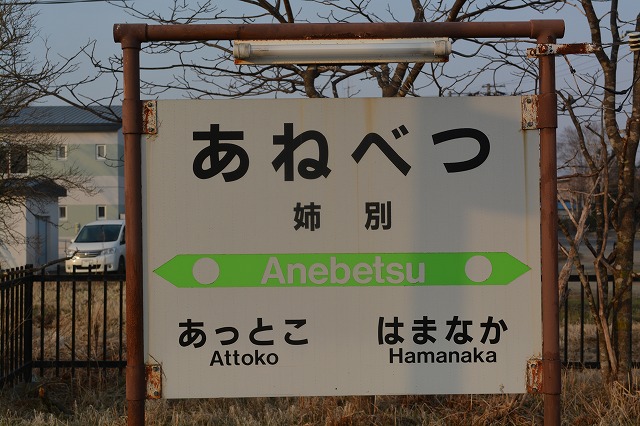 あねべつ
姉別
Anebetsu
あっとこ はまなか
Attoko Hamanaka